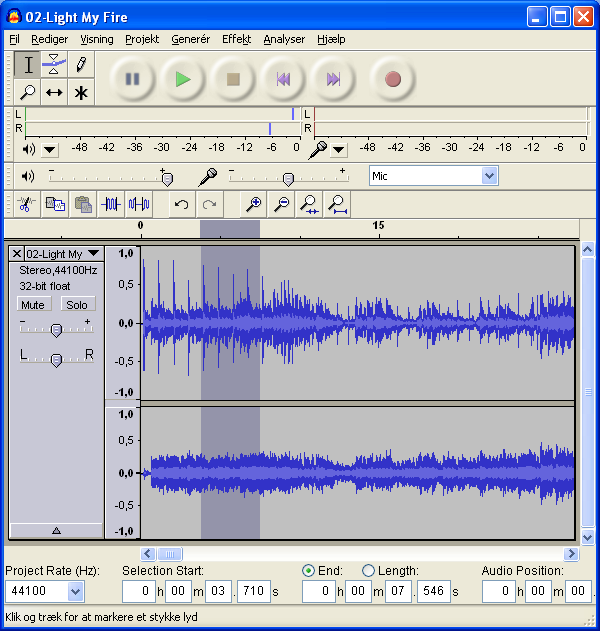 02-Light My Fire
Fil Rediger Visning Projekt Generér Effekt Analyser Hjælp
L
R
-48 -42 -36 -30 -24 -18 -12 -6 0
L
R
-48 -42 -36 -30 -24 -18 -12 -6 0
- + - + Mic
0 15
02-Light My
Stereo,44100Hz
32-bit float
Mute Solo
- +
L R
1,0
0,5
0,0
-0,5
-1,0
1,0
0,5
0,0
-0,5
-1,0
Project Rate (Hz): Selection Start: End: Length: Audio Position:
44100 0 h 00 m 03 . 710 s 0 h 00 m 07 . 546 s 0 h 00 m 00 .
Klik og træk for at markere et stykke lyd